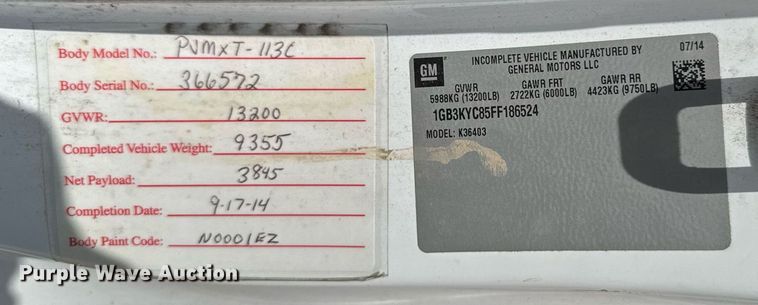 Body Model No.: PVMXT-113C
Body Serial No.: 366572
GVWR: 13200
Completed Vehicle Weight: 9355
Net Payload: 3845
Completion Date: 9-17-14
Body Paint Code: N0001EZ
GM
INCOMPLETE VEHICLE MANUFACTURED BY
GENERAL MOTORS LLC
07/14
GVWR GAWR FRT GAWR RR
5988KG (13200LB) 2722KG (6000LB) 4423KG (9750LB)
1GB3KYC85FF186524
MODEL: K36403
Purple Wave Auction